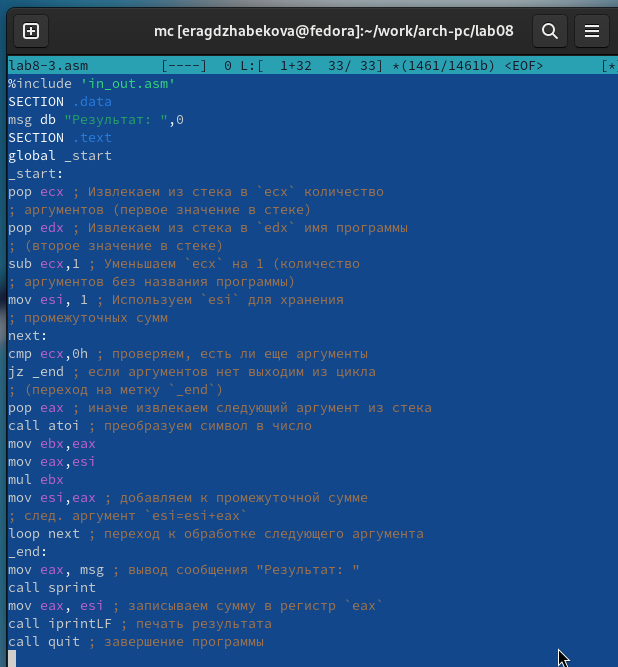 mc [eragdzhabekova@fedora]:~/work/arch-pc/lab08
lab8-3.asm [----] 0 L:[ 1+32 33/ 33] *(1461/1461b) <EOF> [*
%include 'in_out.asm'
SECTION .data
msg db "Результат: ",0
SECTION .text
global _start
_start:
pop ecx ; Извлекаем из стека в `ecx` количество
; аргументов (первое значение в стеке)
pop edx ; Извлекаем из стека в `edx` имя программы
; (второе значение в стеке)
sub ecx,1 ; Уменьшаем `ecx` на 1 (количество
; аргументов без названия программы)
mov esi, 1 ; Используем `esi` для хранения
; промежуточных сумм
next:
cmp ecx,0h ; проверяем, есть ли еще аргументы
jz _end ; если аргументов нет выходим из цикла
; (переход на метку `_end`)
pop eax ; иначе извлекаем следующий аргумент из стека
call atoi ; преобразуем символ в число
mov ebx,eax
mov eax,esi
mul ebx
mov esi,eax ; добавляем к промежуточной сумме
; след. аргумент `esi=esi+eax`
loop next ; переход к обработке следующего аргумента
_end:
mov eax, msg ; вывод сообщения "Результат: "
call sprint
mov eax, esi ; записываем сумму в регистр `eax`
call iprintLF ; печать результата
call quit ; завершение программы